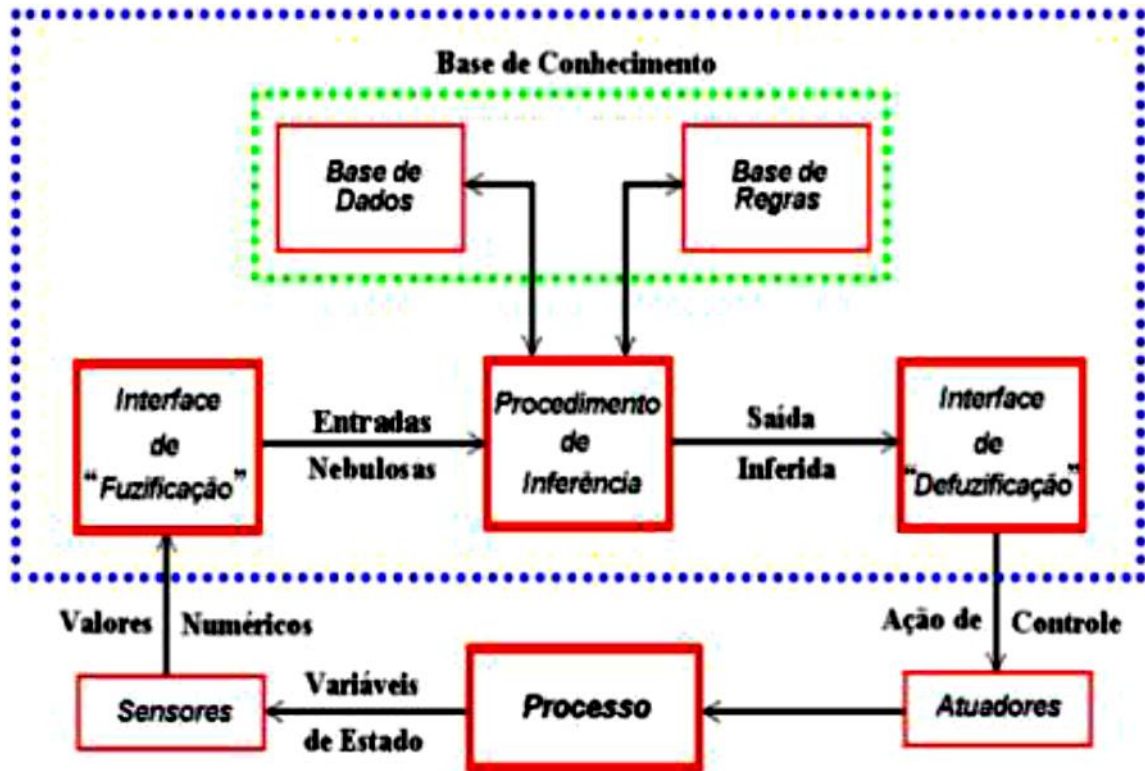 Base de Conhecimento
Base de
Dados
Base de
Regras
Interface
de
“Fuzificação”
Entradas
Nebulosas
Procedimento
de
Inferência
Saída
Inferida
Interface
de
“Defuzificação”
Valores Numéricos
Ação de Controle
Sensores
Variáveis
de Estado
Processo
Atuadores